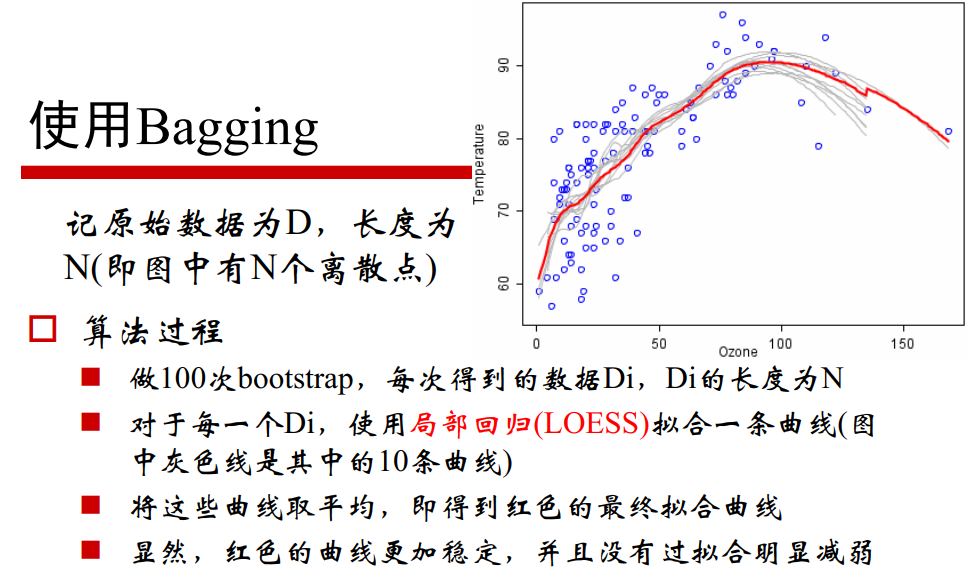 使用Bagging
记原始数据为D，长度为
N(即图中有N个离散点)
算法过程
做100次bootstrap，每次得到的数据Di，Di的长度为N
对于每一个Di，使用局部回归(LOESS)拟合一条曲线(图
中灰色线是其中的10条曲线)
将这些曲线取平均，即得到红色的最终拟合曲线
显然，红色的曲线更加稳定，并且没有过拟合明显减弱
Temperature
90
80
70
60
0 50 100 150
Ozone